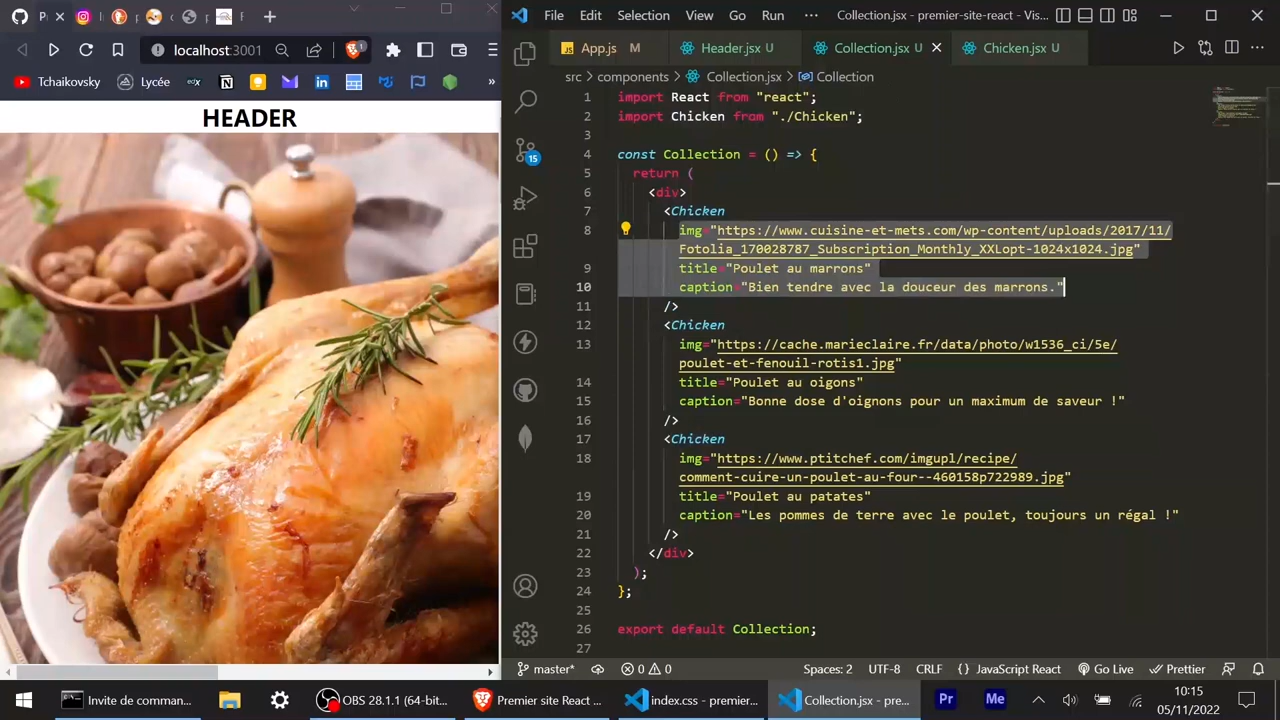 P
p
c
p
F
localhost:3001
1
Tchaikovsky
Lycée
»
HEADER
File Edit Selection View Go Run ··· Collection.jsx - premier-site-react - Vis...
App.js M
Header.jsx U
Collection.jsx U
Chicken.jsx U
src > components > Collection.jsx > Collection
1 import React from "react";
2 import Chicken from "./Chicken";
3
4 const Collection = () => {
5 return (
6 <div>
7 <Chicken
8 img="https://www.cuisine-et-mets.com/wp-content/uploads/2017/11/
Fotolia_170028787_Subscription_Monthly_XXLopt-1024x1024.jpg"
9 title="Poulet au marrons"
10 caption="Bien tendre avec la douceur des marrons."
11 />
12 <Chicken
13 img="https://cache.marieclaire.fr/data/photo/w1536_ci/5e/
poulet-et-fenouil-rotis1.jpg"
14 title="Poulet au oigons"
15 caption="Bonne dose d'oignons pour un maximum de saveur !"
16 />
17 <Chicken
18 img="https://www.ptitchef.com/imgupl/recipe/
comment-cuire-un-poulet-au-four--460158p722989.jpg"
19 title="Poulet au patates"
20 caption="Les pommes de terre avec le poulet, toujours un régal !"
21 />
22 </div>
23 );
24 };
25
26 export default Collection;
27
15
master* 0 0 Spaces: 2 UTF-8 CRLF {} JavaScript React Go Live Prettier
Invite de comman...
OBS 28.1.1 (64-bit...
Premier site React ...
index.css - premier...
Collection.jsx - pre...
Pr
Me
10:15
05/11/2022